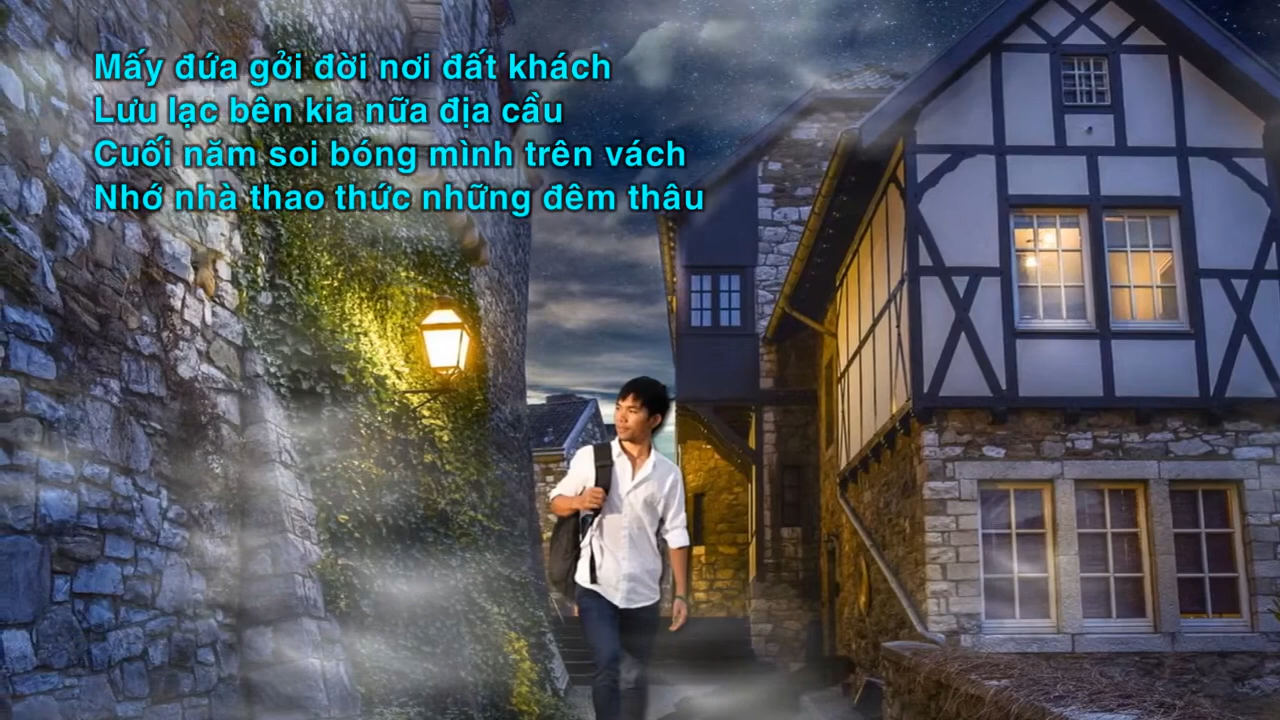 Mấy đứa gởi đời nơi đất khách
Lưu lạc bên kia nữa địa cầu
Cuối năm soi bóng mình trên vách
Nhớ nhà thao thức những đêm thâu